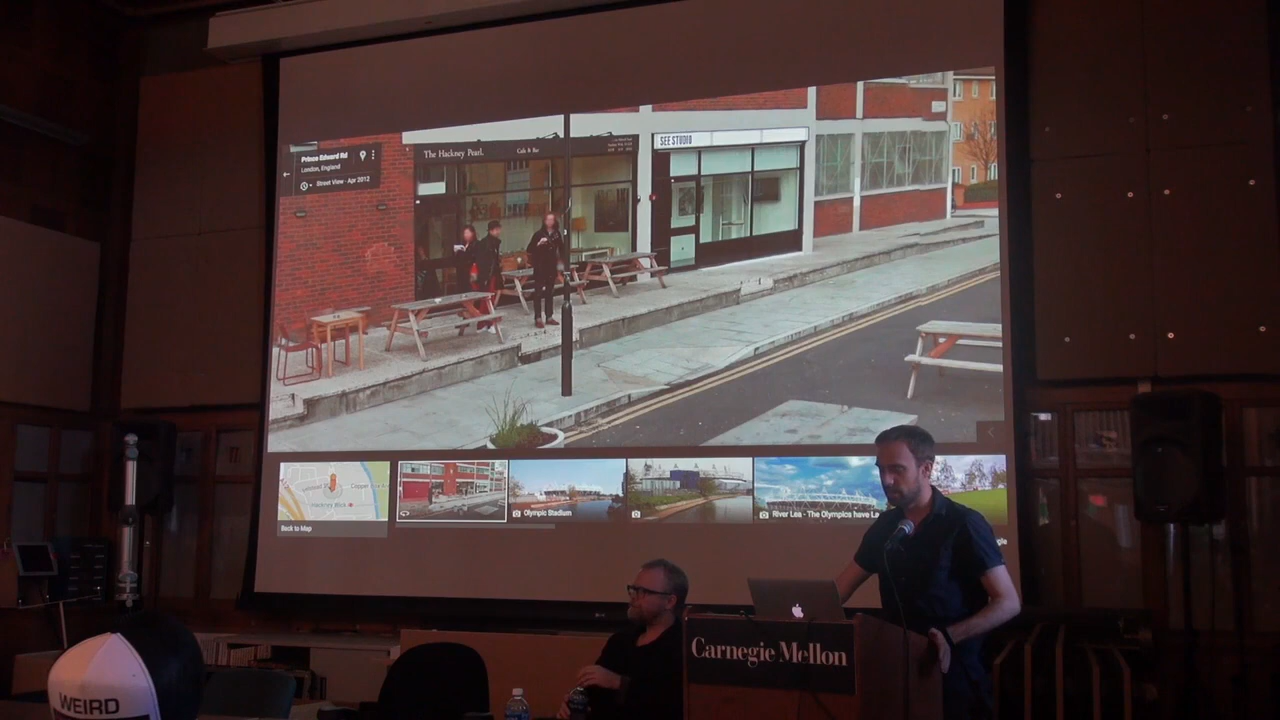 The Hackney Pearl.
Cafe & Bar
SEE STUDIO
Prince Edward Rd
London, England
Street View - Apr 2012
Back to Map
Olympic Stadium
River Lea - The Olympics have La
Carnegie Mellon
WEIRD